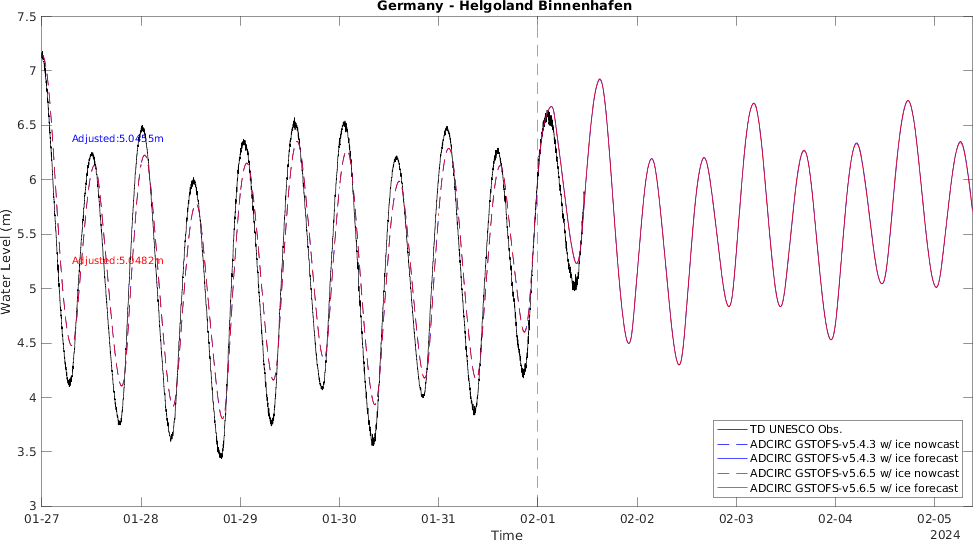 Germany - Helgoland Binnenhafen
7.5
7
6.5
6
5.5
5
4.5
4
3.5
3
Water Level (m)
Adjusted:5.0455m
Adjusted:5.0482m
TD UNESCO Obs.
ADCIRC GSTOFS-v5.4.3 w/ ice nowcast
ADCIRC GSTOFS-v5.4.3 w/ ice forecast
ADCIRC GSTOFS-v5.6.5 w/ ice nowcast
ADCIRC GSTOFS-v5.6.5 w/ ice forecast
01-27 01-28 01-29 01-30 01-31 02-01 02-02 02-03 02-04 02-05
Time
2024